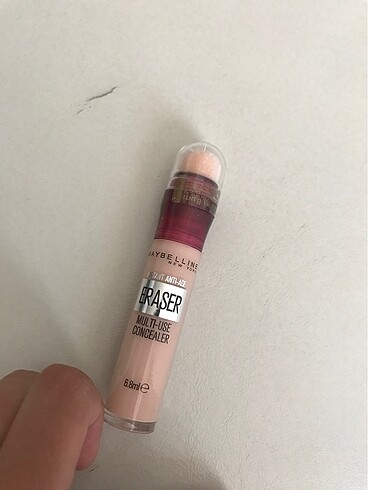 MAYBELLINE
NEW YORK
INSTANT ANTI-AGE
ERASER
MULTI-USE
CONCEALER
6.8ml e